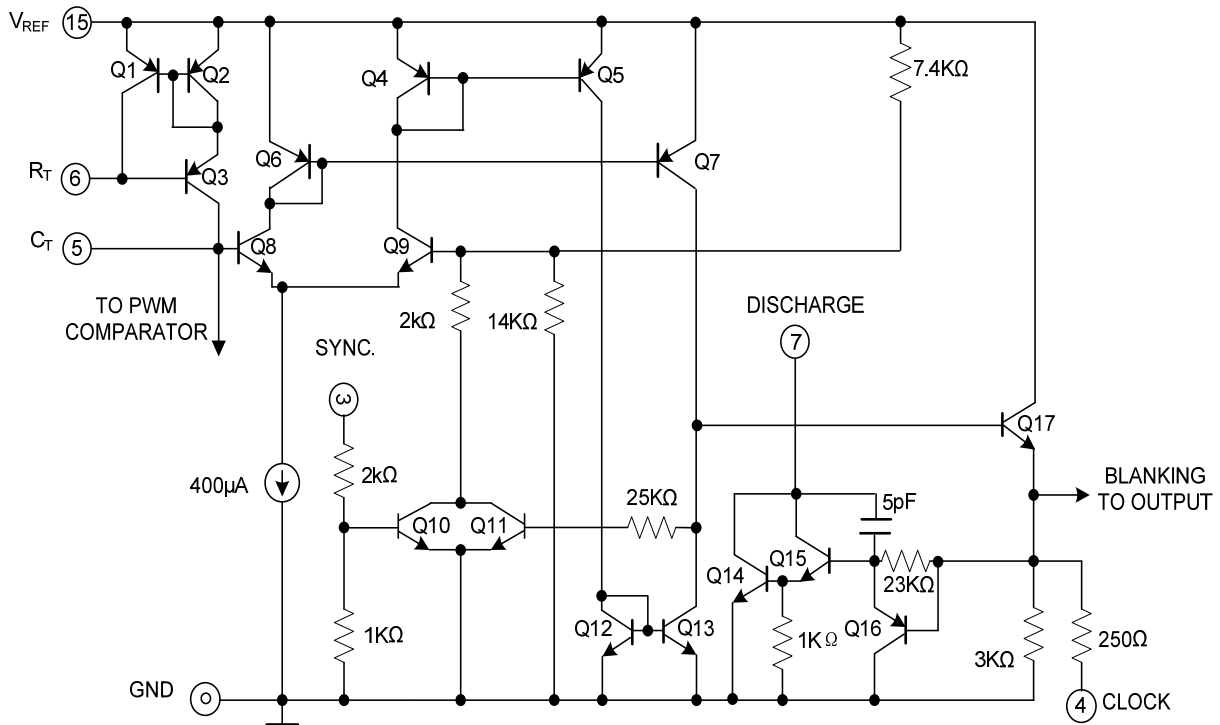 VREF 15
Q1
Q2
Q4
Q5
7.4KΩ
Q6
Q7
RT 6
Q3
CT 5
Q8
Q9
TO PWM
COMPARATOR
2kΩ
14KΩ
DISCHARGE
7
SYNC.
3
Q17
2kΩ
400µA
25KΩ
5pF
BLANKING
TO OUTPUT
Q10
Q11
Q14
Q15
23KΩ
Q12
Q13
1KΩ
Q16
1KΩ
3KΩ
250Ω
GND
4 CLOCK